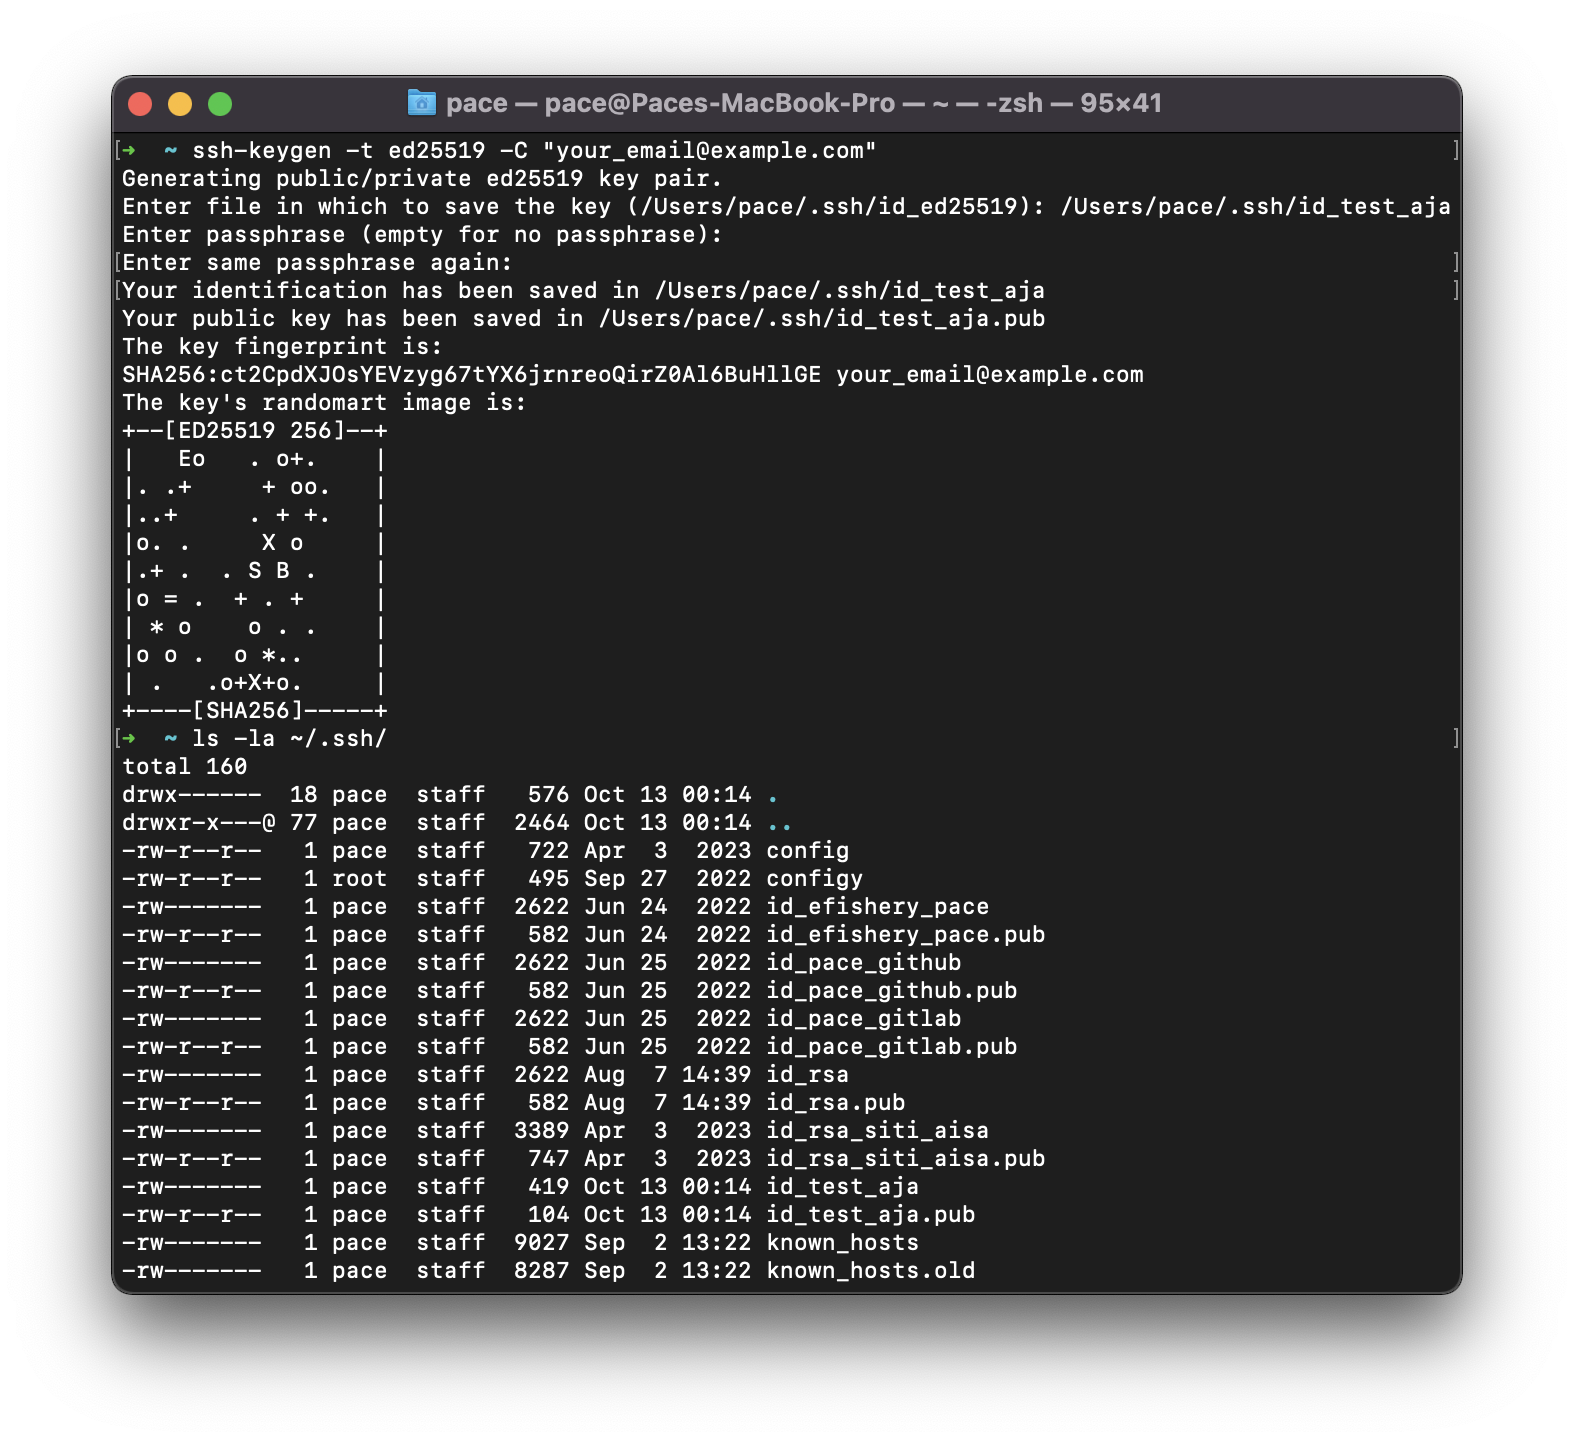 pace — pace@Paces-MacBook-Pro — ~ — -zsh — 95×41
[➜  ~ ssh-keygen -t ed25519 -C "your_email@example.com" ]
Generating public/private ed25519 key pair.
Enter file in which to save the key (/Users/pace/.ssh/id_ed25519): /Users/pace/.ssh/id_test_aja
Enter passphrase (empty for no passphrase):
[Enter same passphrase again: ]
[Your identification has been saved in /Users/pace/.ssh/id_test_aja ]
Your public key has been saved in /Users/pace/.ssh/id_test_aja.pub
The key fingerprint is:
SHA256:ct2CpdXJOsYEVzyg67tYX6jrnreoQirZ0Al6BuHllGE your_email@example.com
The key's randomart image is:
+--[ED25519 256]--+
|   Eo   . o+.    |
|. .+     + oo.   |
|..+     . + +.   |
|o. .     X o     |
|.+ .  . S B .    |
|o = .  + . +     |
| * o    o . .    |
|o o .  o *..     |
| .   .o+X+o.     |
+----[SHA256]-----+
[➜  ~ ls -la ~/.ssh/ ]
total 160
drwx------  18 pace  staff   576 Oct 13 00:14 .
drwxr-x---@ 77 pace  staff  2464 Oct 13 00:14 ..
-rw-r--r--   1 pace  staff   722 Apr  3  2023 config
-rw-r--r--   1 root  staff   495 Sep 27  2022 configy
-rw-------   1 pace  staff  2622 Jun 24  2022 id_efishery_pace
-rw-r--r--   1 pace  staff   582 Jun 24  2022 id_efishery_pace.pub
-rw-------   1 pace  staff  2622 Jun 25  2022 id_pace_github
-rw-r--r--   1 pace  staff   582 Jun 25  2022 id_pace_github.pub
-rw-------   1 pace  staff  2622 Jun 25  2022 id_pace_gitlab
-rw-r--r--   1 pace  staff   582 Jun 25  2022 id_pace_gitlab.pub
-rw-------   1 pace  staff  2622 Aug  7 14:39 id_rsa
-rw-r--r--   1 pace  staff   582 Aug  7 14:39 id_rsa.pub
-rw-------   1 pace  staff  3389 Apr  3  2023 id_rsa_siti_aisa
-rw-r--r--   1 pace  staff   747 Apr  3  2023 id_rsa_siti_aisa.pub
-rw-------   1 pace  staff   419 Oct 13 00:14 id_test_aja
-rw-r--r--   1 pace  staff   104 Oct 13 00:14 id_test_aja.pub
-rw-------   1 pace  staff  9027 Sep  2 13:22 known_hosts
-rw-------   1 pace  staff  8287 Sep  2 13:22 known_hosts.old